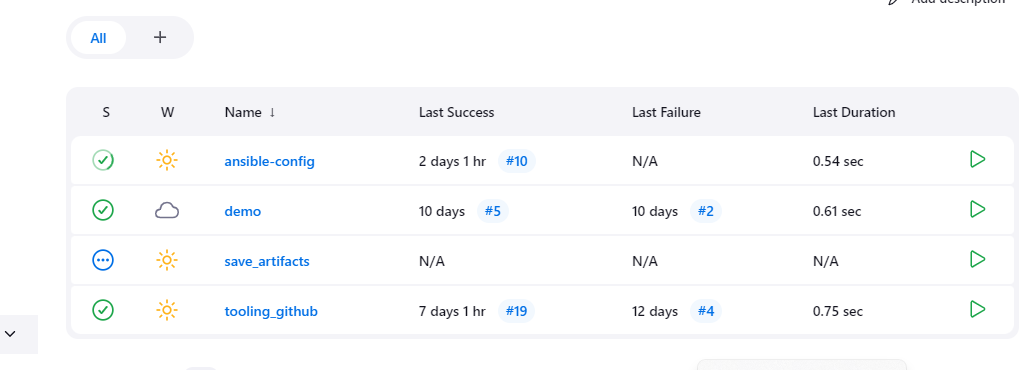 Add description
All +
S W Name ↓ Last Success Last Failure Last Duration
ansible-config 2 days 1 hr #10 N/A 0.54 sec
demo 10 days #5 10 days #2 0.61 sec
save_artifacts N/A N/A N/A
tooling_github 7 days 1 hr #19 12 days #4 0.75 sec